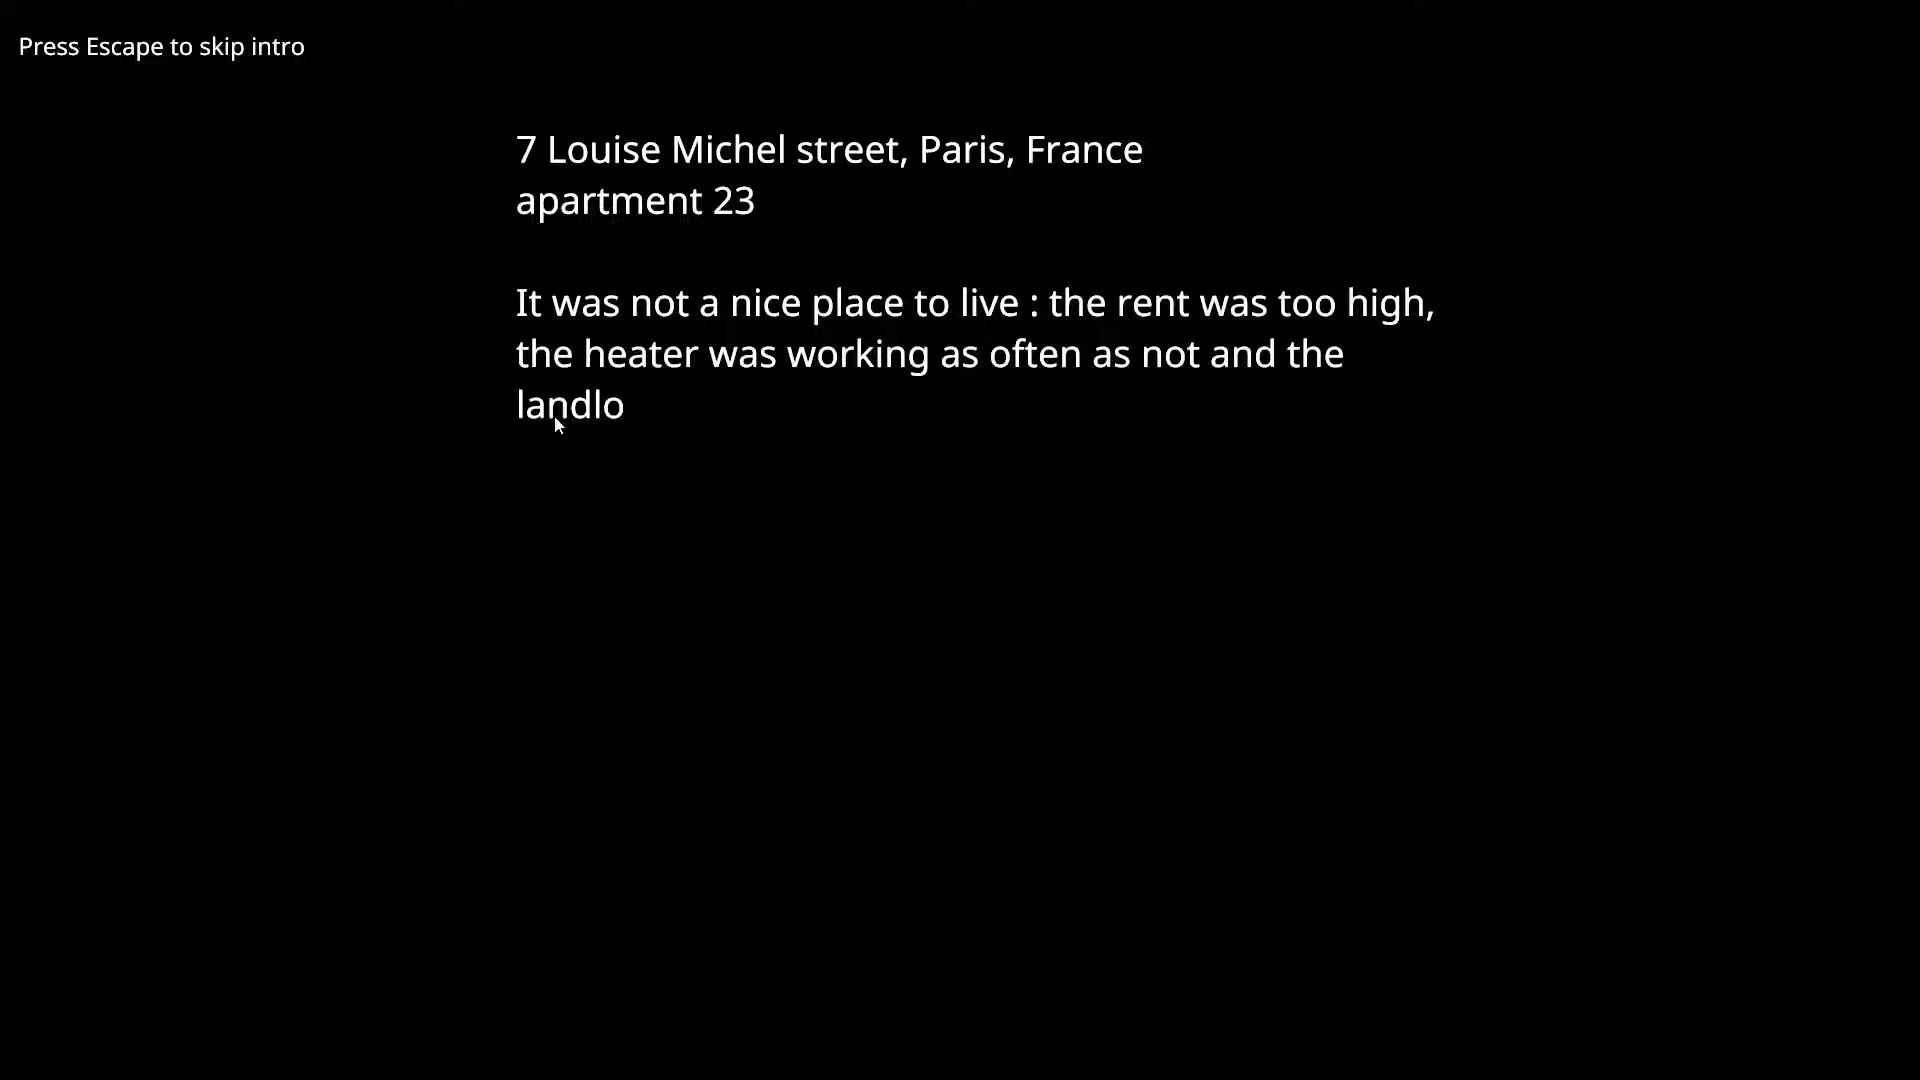 Press Escape to skip intro
7 Louise Michel street, Paris, France
apartment 23
It was not a nice place to live : the rent was too high,
the heater was working as often as not and the
landlo